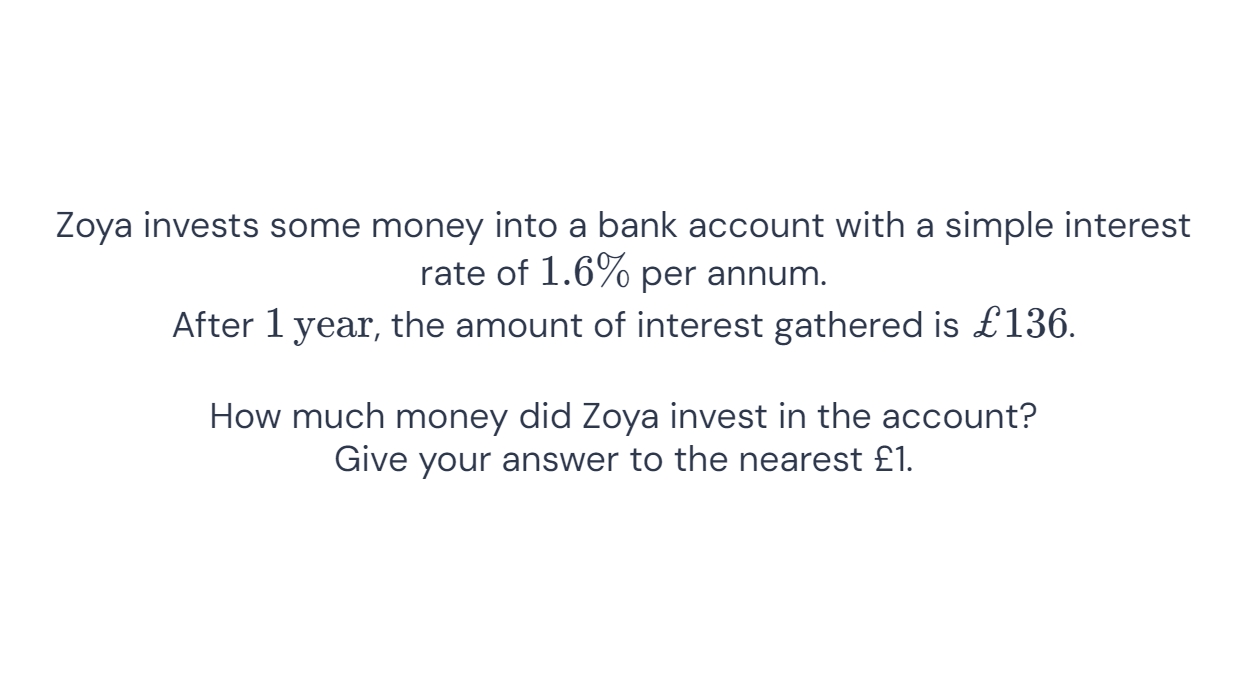 Zoya invests some money into a bank account with a simple interest
rate of 1.6% per annum.
After 1 year, the amount of interest gathered is £136.
How much money did Zoya invest in the account?
Give your answer to the nearest £1.